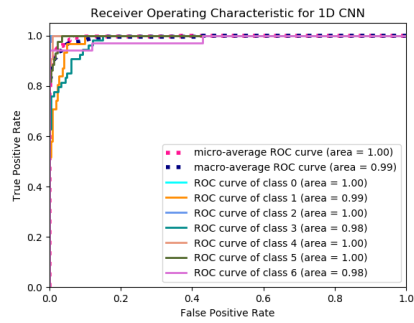 Receiver Operating Characteristic for 1D CNN
True Positive Rate
1.0
0.8
0.6
0.4
0.2
0.0
micro-average ROC curve (area = 1.00)
macro-average ROC curve (area = 0.99)
ROC curve of class 0 (area = 1.00)
ROC curve of class 1 (area = 0.99)
ROC curve of class 2 (area = 1.00)
ROC curve of class 3 (area = 0.98)
ROC curve of class 4 (area = 1.00)
ROC curve of class 5 (area = 1.00)
ROC curve of class 6 (area = 0.98)
0.0 0.2 0.4 0.6 0.8 1.0
False Positive Rate